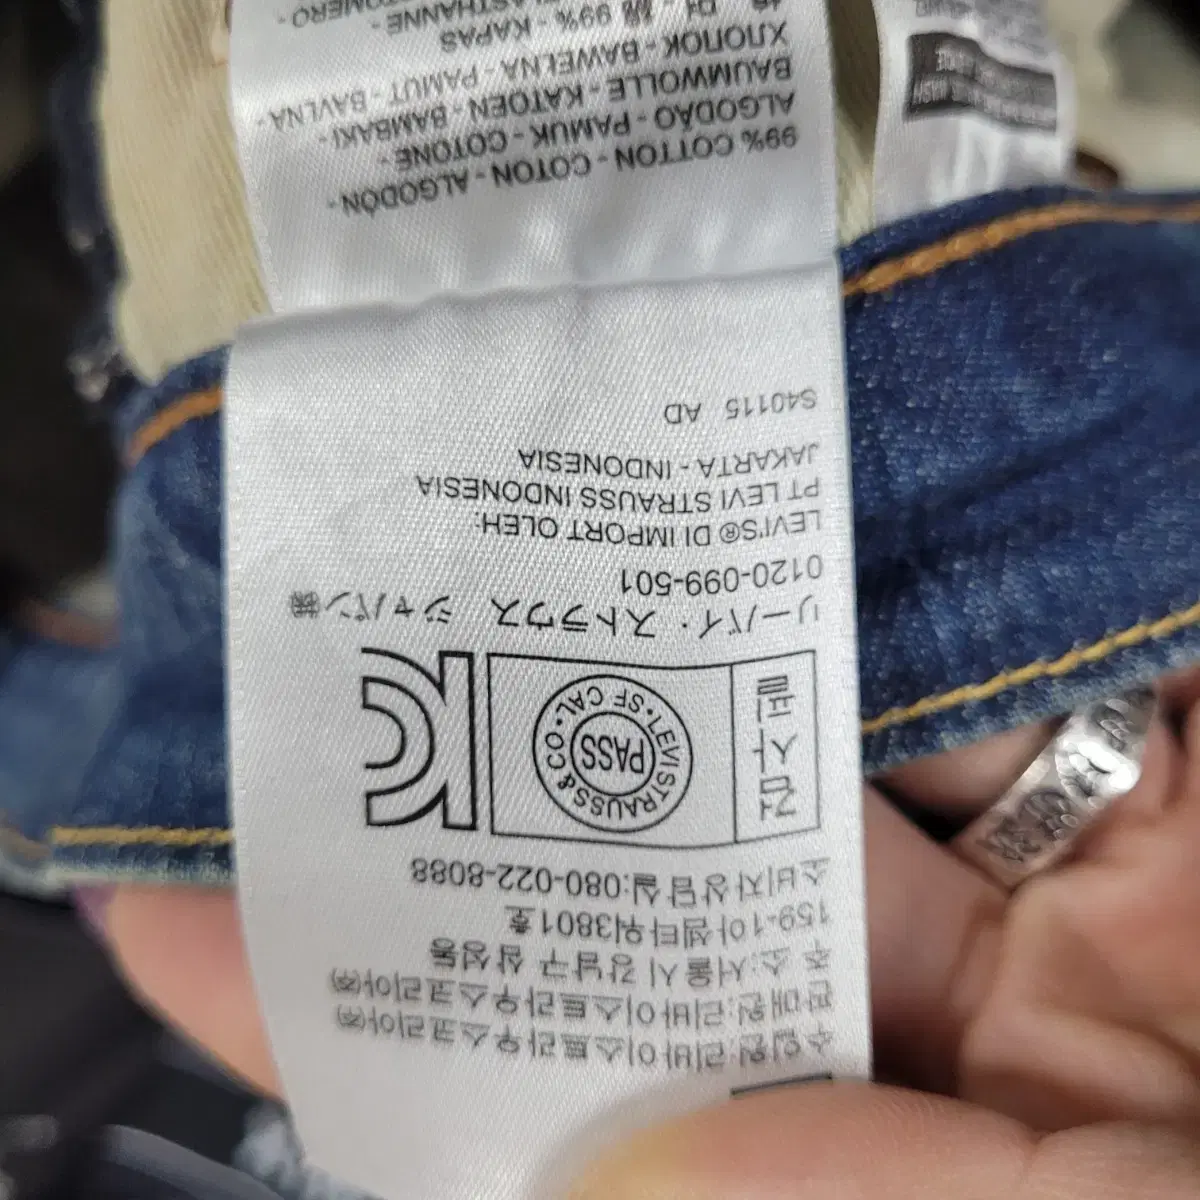 수입원:리바이스트라우스코리아㈜
판매원:리바이스트라우스코리아㈜
주 소:서울시 강남구 삼성동
159-1아셈타워3801호
소비자상담실:080-022-8088
검사필
LEVI STRAUSS & CO. • SF CAL •
PASS
リーバイ・ストラウス ジャパン㈱
0120-099-501
LEVI'S® DI IMPORT OLEH:
PT LEVI STRAUSS INDONESIA
JAKARTA - INDONESIA
S40115 AD
99% COTTON - COTON - ALGODÓN -
ALGODÃO - PAMUK - COTONE -
BAUMWOLLE - KATOEN - BAMBAKI -
ХЛОПОК - BAWEŁNA - PAMUT - BAVLNA -
KAPAS